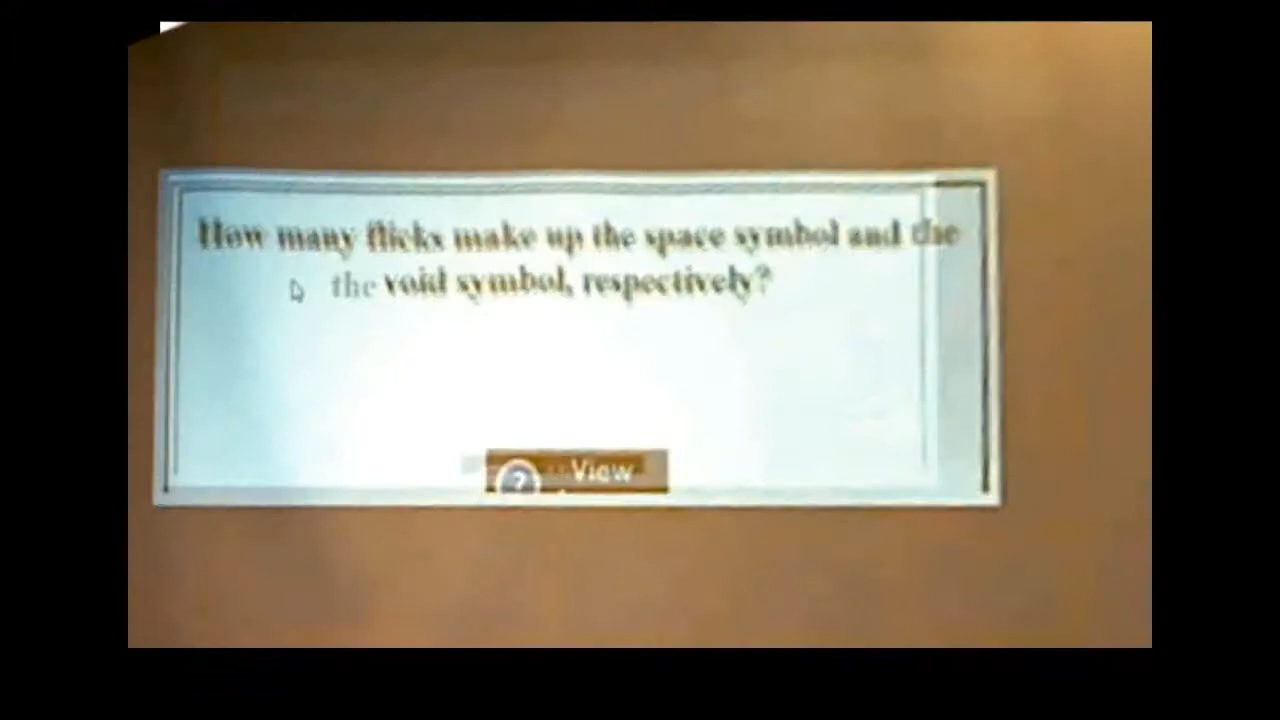 How many flicks make up the space symbol and the
the void symbol, respectively?
? View